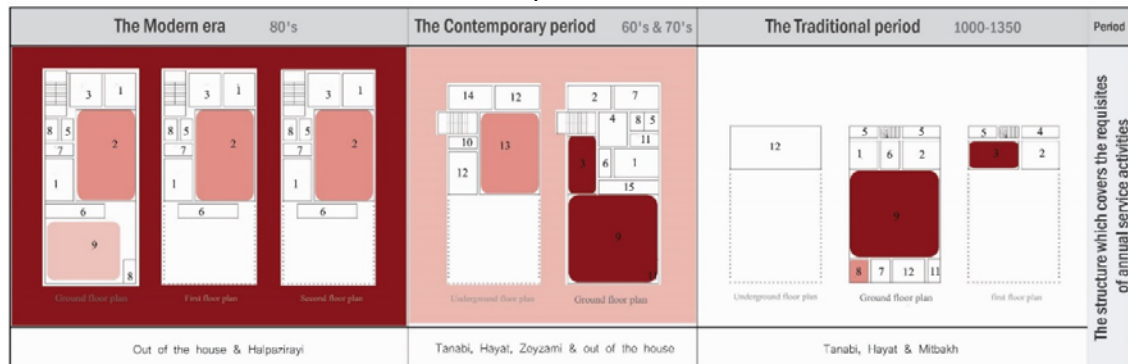 The Modern era 80's
The Contemporary period 60's & 70's
The Traditional period 1000-1350
Period
3 1
8 5 2
7
1
6
9
8
Ground floor plan
3 1
8 5 2
7
1
6
First floor plan
3 1
8 5 2
7
1
6
Second floor plan
14 12
10 13
12
Underground floor plan
2 7
4 8 5
11
3 6 1
15
9
Ground floor plan
12
Underground floor plan
5 5
1 6 2
9
8 7 12 11
Ground floor plan
5 4
3 2
first floor plan
The structure which covers the requisites
of annual service activities
Out of the house & Halpazirayi
Tanabi, Hayat, Zeyzami & out of the house
Tanabi, Hayat & Mitbakh